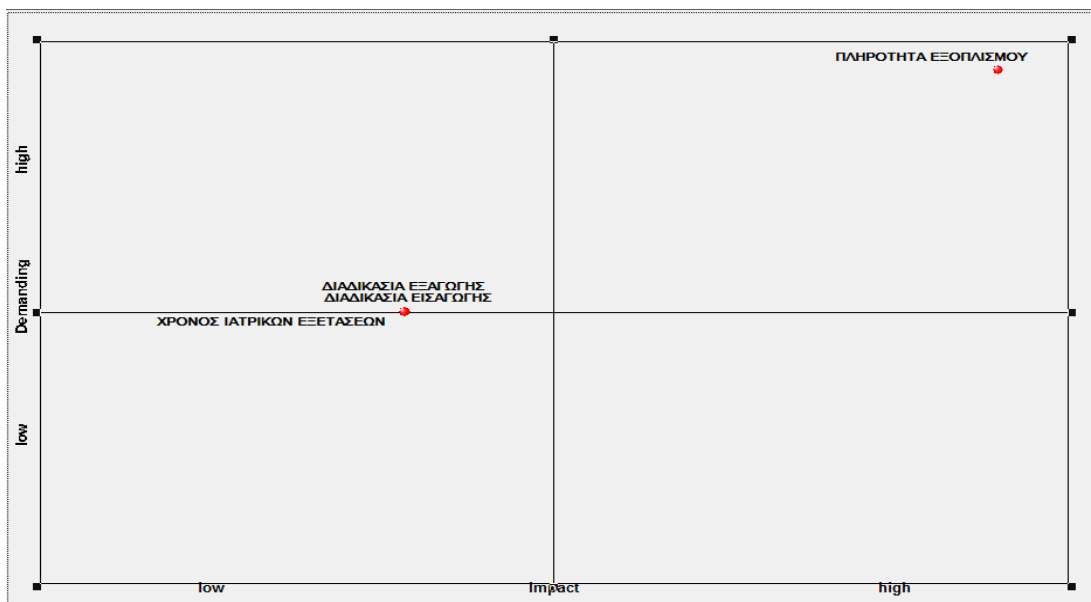 ΠΛΗΡΟΤΗΤΑ ΕΞΟΠΛΙΣΜΟΥ
high
ΔΙΑΔΙΚΑΣΙΑ ΕΞΑΓΩΓΗΣ
ΔΙΑΔΙΚΑΣΙΑ ΕΙΣΑΓΩΓΗΣ
Demanding
ΧΡΟΝΟΣ ΙΑΤΡΙΚΩΝ ΕΞΕΤΑΣΕΩΝ
low
low Impact high